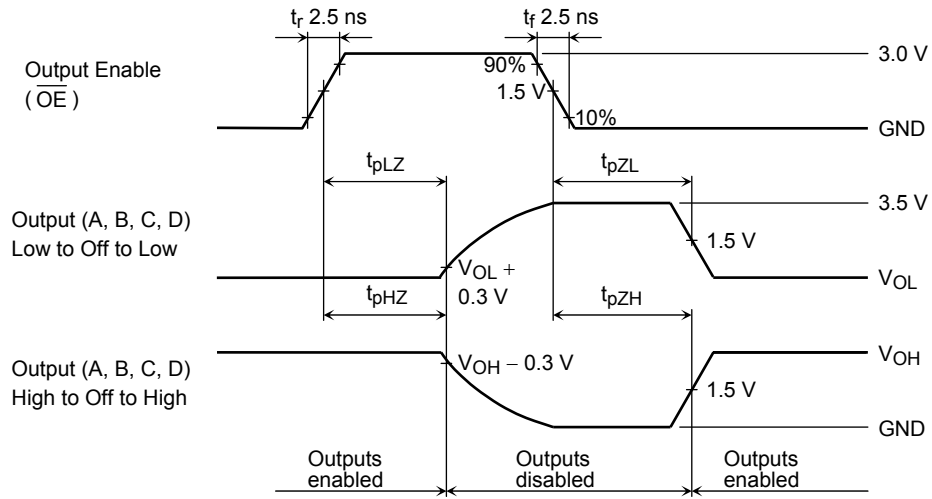 tr 2.5 ns
tf 2.5 ns
Output Enable
( OE )
90%
1.5 V
10%
3.0 V
GND
tpLZ
tpZL
Output (A, B, C, D)
Low to Off to Low
3.5 V
1.5 V
VOL +
0.3 V
VOL
tpHZ
tpZH
Output (A, B, C, D)
High to Off to High
VOH – 0.3 V
VOH
1.5 V
GND
Outputs
enabled
Outputs
disabled
Outputs
enabled